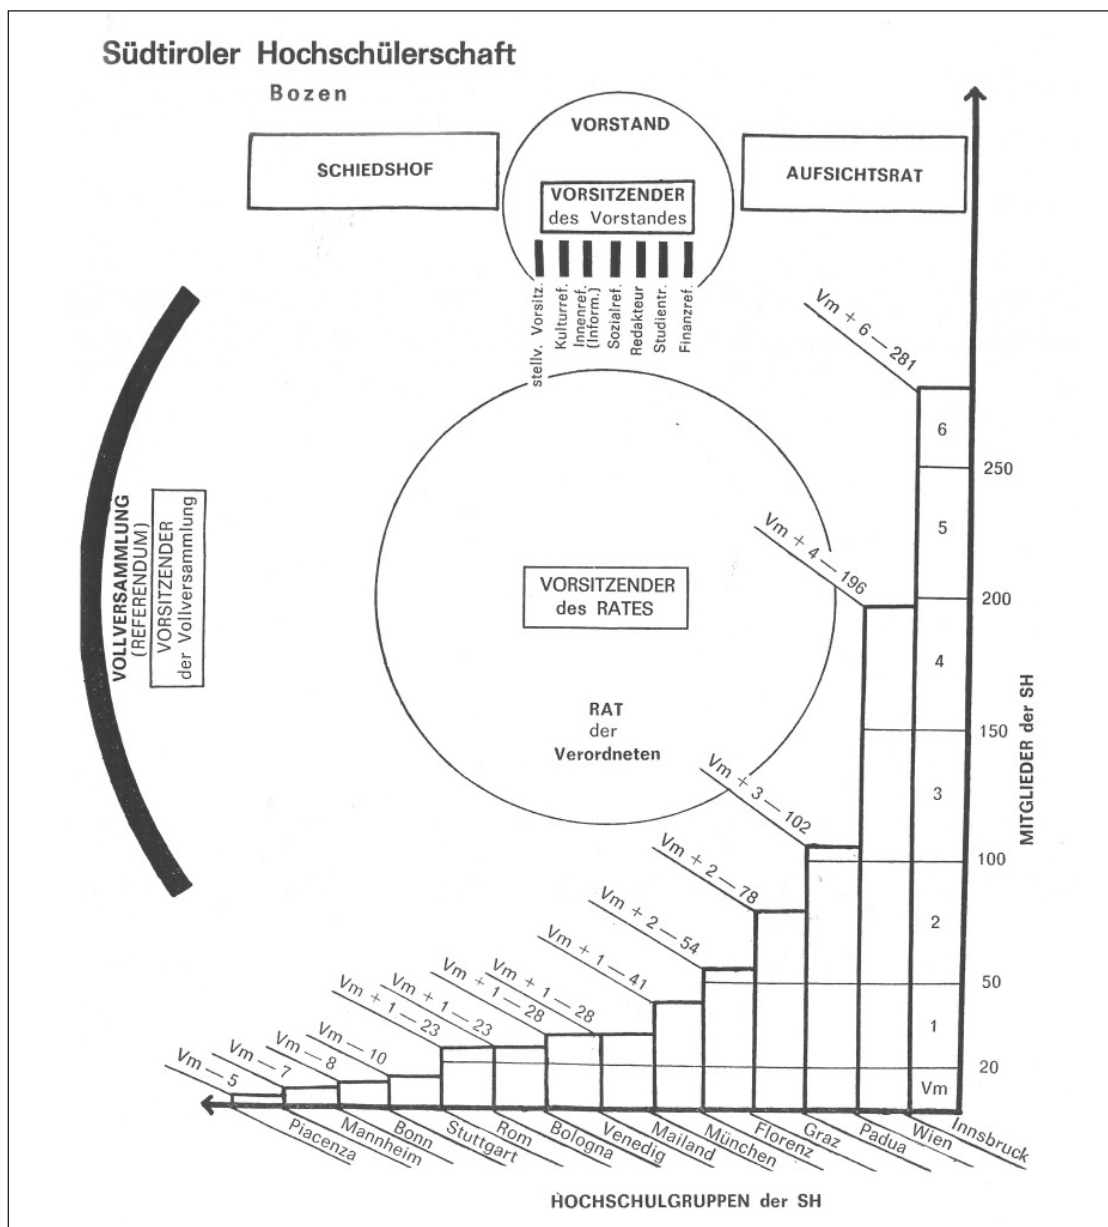 Südtiroler Hochschülerschaft
Bozen
SCHIEDSHOF
VORSTAND
VORSITZENDER
des Vorstandes
AUFSICHTSRAT
stellv. Vorsitz.
Kulturref.
Innenref.
(Inform.)
Sozialref.
Redakteur
Studientr.
Finanzref.
VOLLVERSAMMLUNG
(REFERENDUM)
VORSITZENDER
der Vollversammlung
VORSITZENDER
des RATES
RAT
der
Verordneten
Vm — 5
Vm — 7
Vm — 8
Vm — 10
Vm + 1 — 23
Vm + 1 — 23
Vm + 1 — 28
Vm + 1 — 28
Vm + 1 — 41
Vm + 2 — 54
Vm + 2 — 78
Vm + 3 — 102
Vm + 4 — 196
Vm + 6 — 281
6
5
4
3
2
1
Vm
250
200
150
100
50
20
MITGLIEDER der SH
Piacenza
Mannheim
Bonn
Stuttgart
Rom
Bologna
Venedig
Mailand
München
Florenz
Graz
Padua
Wien
Innsbruck
HOCHSCHULGRUPPEN der SH